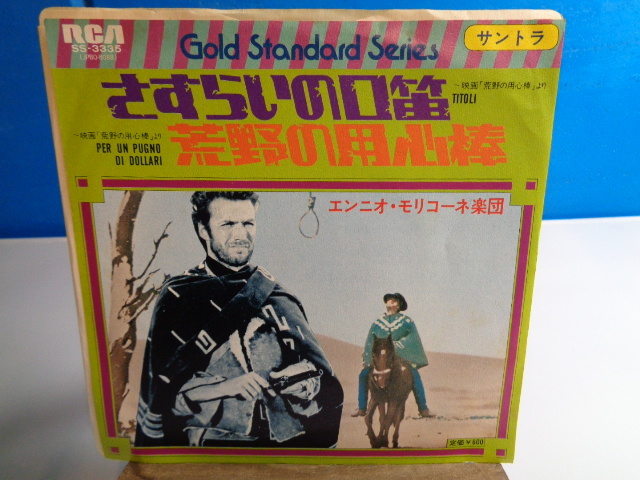 RCA
SS-3335
Gold Standard Series
サントラ
さすらいの口笛
~映画「荒野の用心棒」より
TITOLI
~映画「荒野の用心棒」より
PER UN PUGNO
DI DOLLARI
荒野の用心棒
エンニオ・モリコーネ楽団
定価¥600